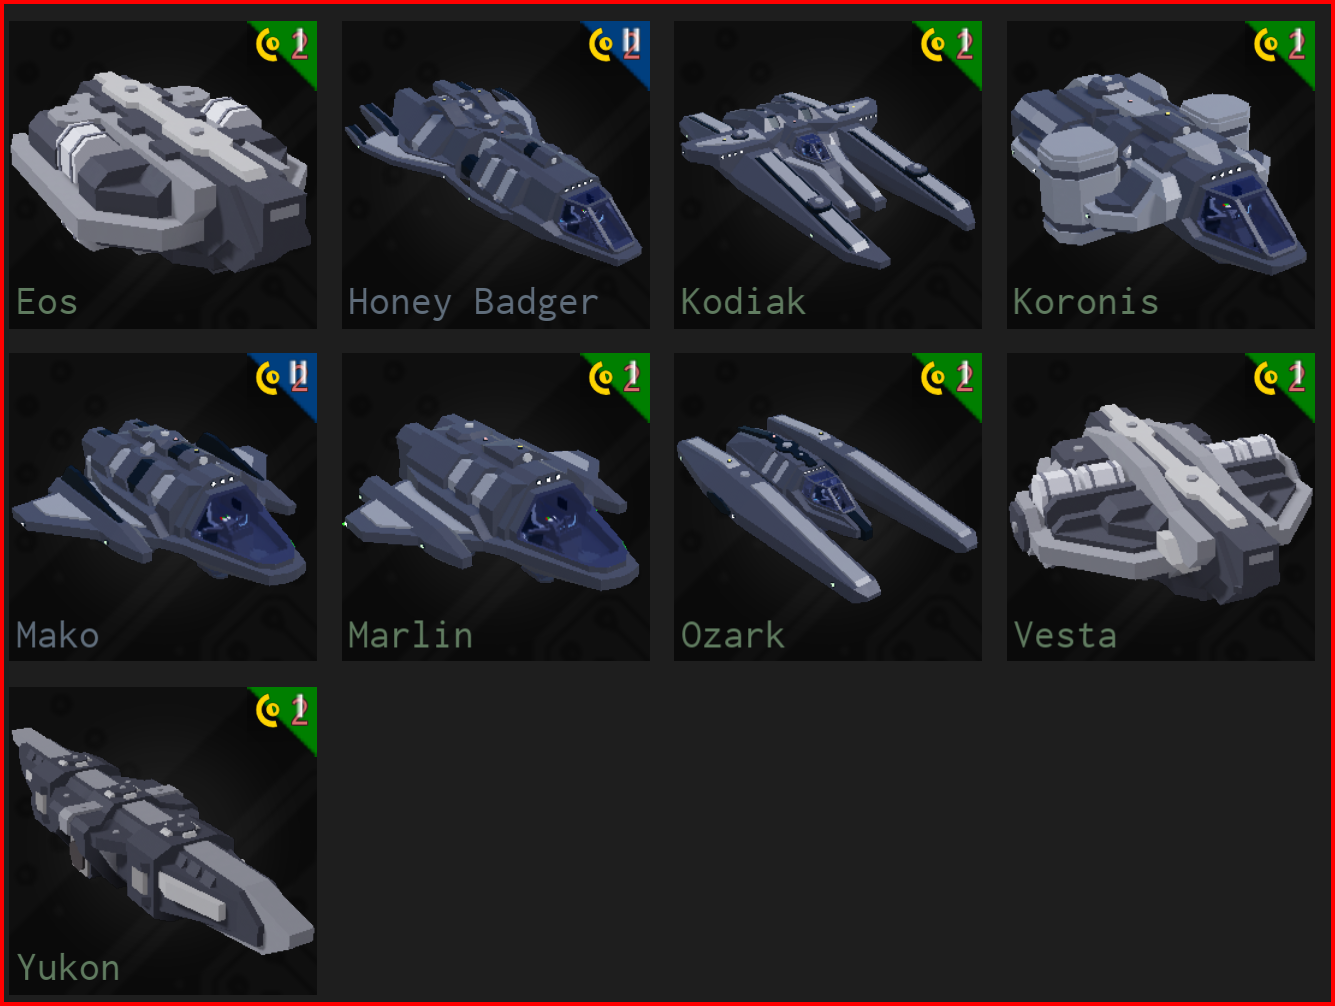 Eos
Honey Badger
Kodiak
Koronis
Mako
Marlin
Ozark
Vesta
Yukon